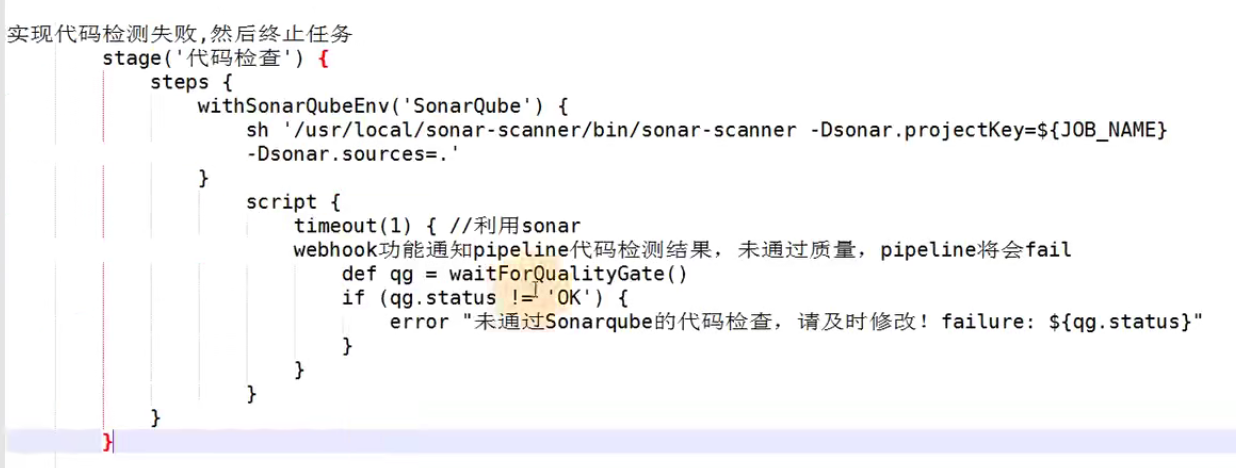 实现代码检测失败,然后终止任务
stage('代码检查') {
steps {
withSonarQubeEnv('SonarQube') {
sh '/usr/local/sonar-scanner/bin/sonar-scanner -Dsonar.projectKey=${JOB_NAME}
-Dsonar.sources=.'
}
script {
timeout(1) { //利用sonar
webhook功能通知pipeline代码检测结果，未通过质量，pipeline将会fail
def qg = waitForQualityGate()
if (qg.status != 'OK') {
error "未通过Sonarqube的代码检查，请及时修改！failure: ${qg.status}"
}
}
}
}
}